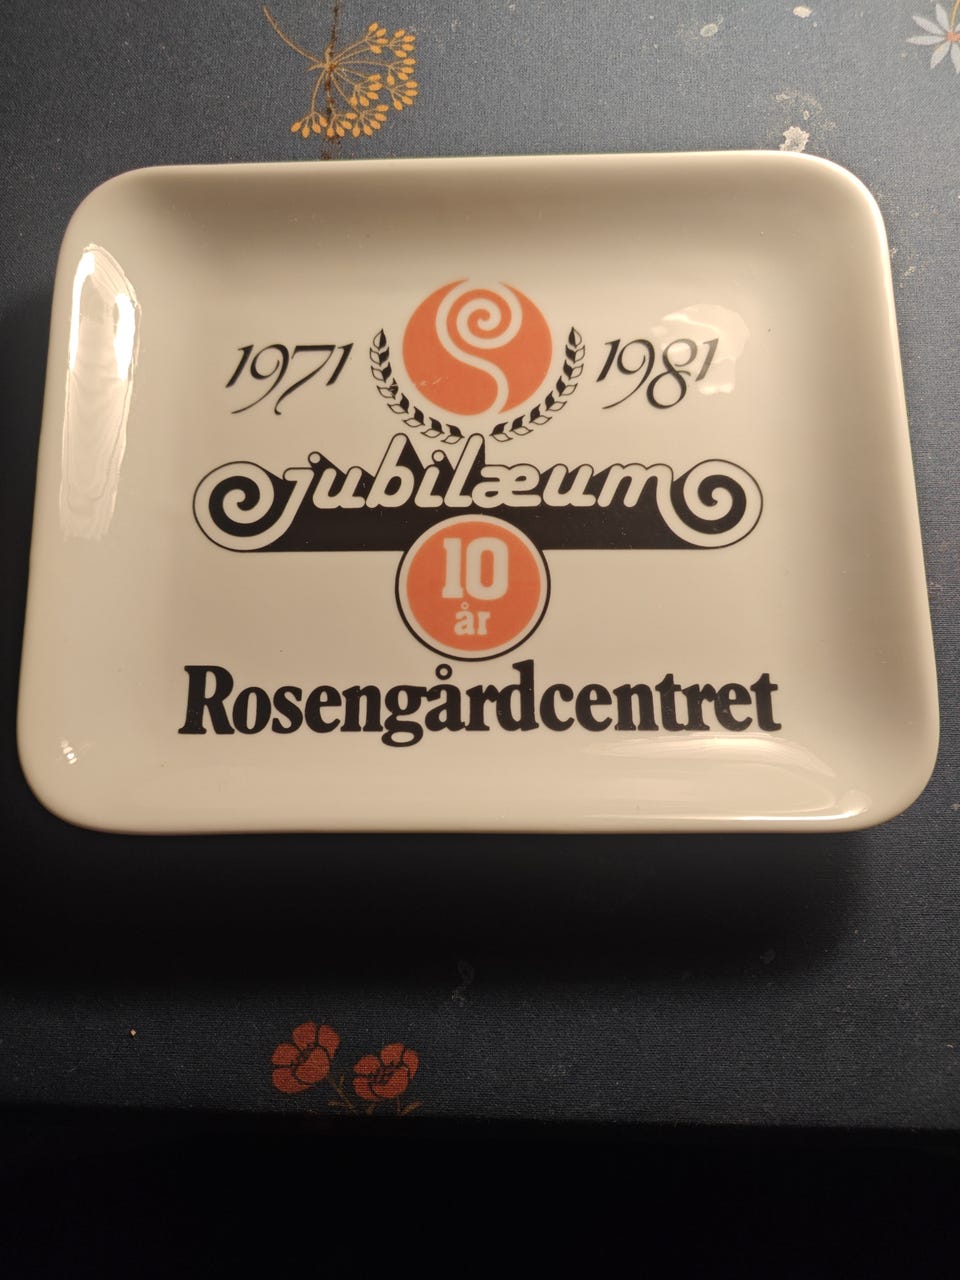 1971 1981
jubilæum
10
år
Rosengårdcentret